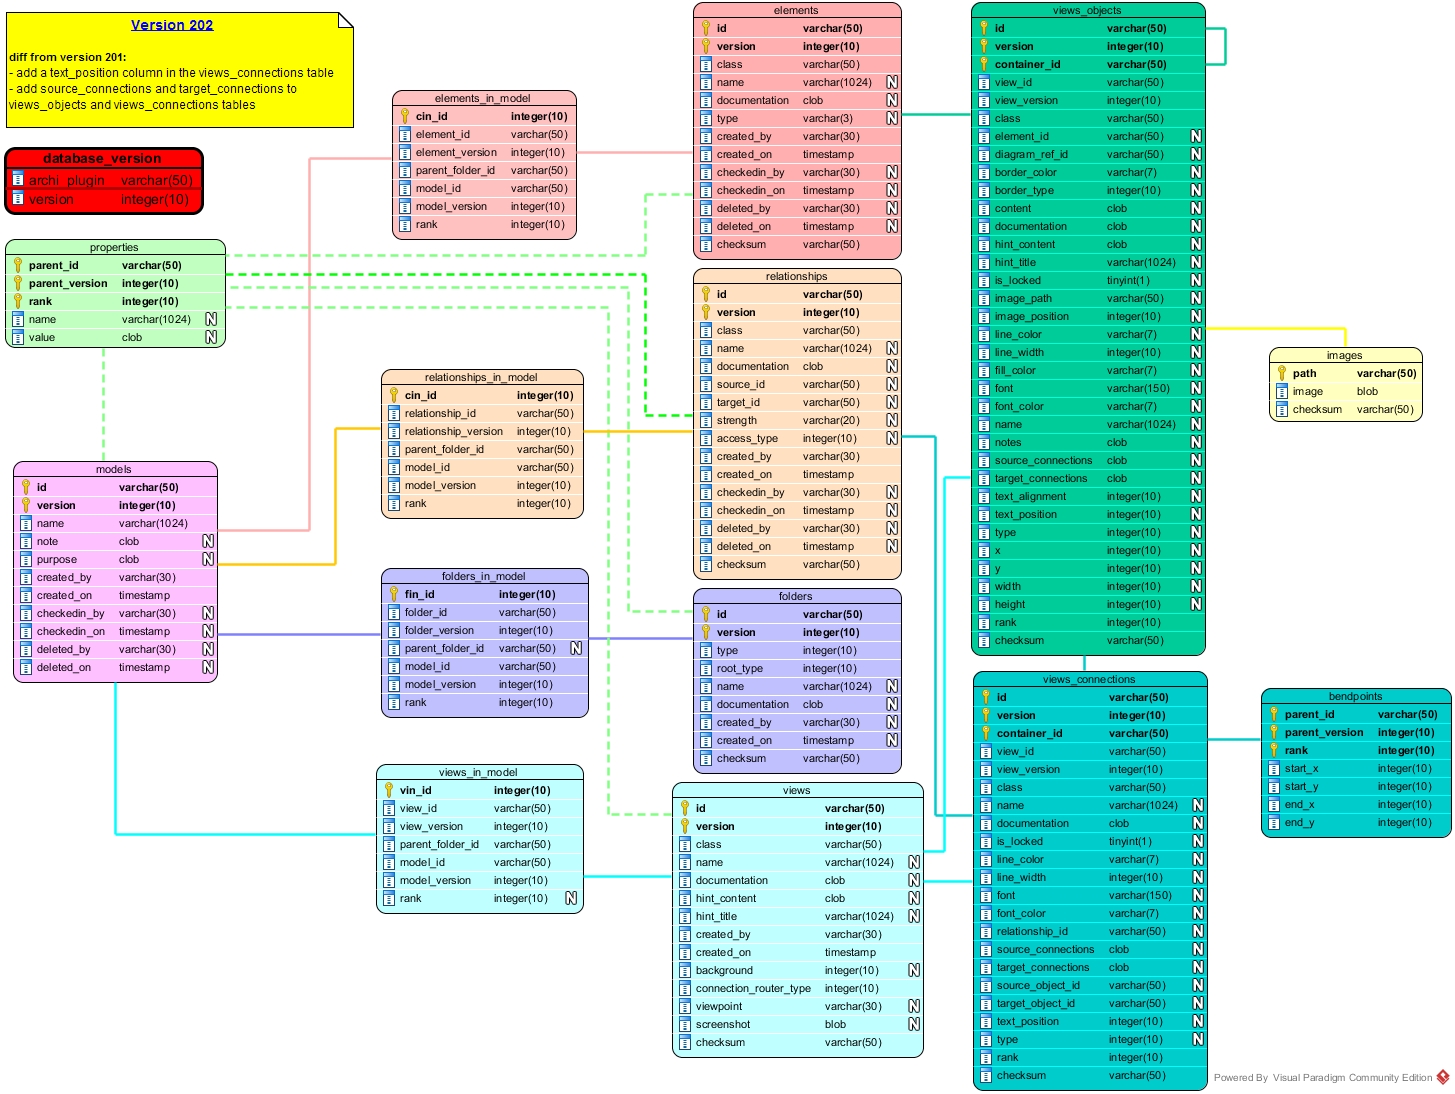 Version 202
diff from version 201:
- add a text_position column in the views_connections table
- add source_connections and target_connections to
views_objects and views_connections tables
database_version
archi_plugin varchar(50)
version integer(10)
properties
parent_id varchar(50)
parent_version integer(10)
rank integer(10)
name varchar(1024) N
value clob N
models
id varchar(50)
version integer(10)
name varchar(1024)
note clob N
purpose clob N
created_by varchar(30)
created_on timestamp
checkedin_by varchar(30) N
checkedin_on timestamp N
deleted_by varchar(30) N
deleted_on timestamp N
elements_in_model
cin_id integer(10)
element_id varchar(50)
element_version integer(10)
parent_folder_id varchar(50)
model_id varchar(50)
model_version integer(10)
rank integer(10)
relationships_in_model
cin_id integer(10)
relationship_id varchar(50)
relationship_version integer(10)
parent_folder_id varchar(50)
model_id varchar(50)
model_version integer(10)
rank integer(10)
folders_in_model
fin_id integer(10)
folder_id varchar(50)
folder_version integer(10)
parent_folder_id varchar(50) N
model_id varchar(50)
model_version integer(10)
rank integer(10)
views_in_model
vin_id integer(10)
view_id varchar(50)
view_version integer(10)
parent_folder_id varchar(50)
model_id varchar(50)
model_version integer(10)
rank integer(10) N
elements
id varchar(50)
version integer(10)
class varchar(50)
name varchar(1024) N
documentation clob N
type varchar(3) N
created_by varchar(30)
created_on timestamp
checkedin_by varchar(30) N
checkedin_on timestamp N
deleted_by varchar(30) N
deleted_on timestamp N
checksum varchar(50)
relationships
id varchar(50)
version integer(10)
class varchar(50)
name varchar(1024) N
documentation clob N
source_id varchar(50) N
target_id varchar(50) N
strength varchar(20) N
access_type integer(10) N
created_by varchar(30)
created_on timestamp
checkedin_by varchar(30) N
checkedin_on timestamp N
deleted_by varchar(30) N
deleted_on timestamp N
checksum varchar(50)
folders
id varchar(50)
version integer(10)
type integer(10)
root_type integer(10)
name varchar(1024) N
documentation clob N
created_by varchar(30) N
created_on timestamp N
checksum varchar(50)
views
id varchar(50)
version integer(10)
class varchar(50)
name varchar(1024) N
documentation clob N
hint_content clob N
hint_title varchar(1024) N
created_by varchar(30)
created_on timestamp
background integer(10) N
connection_router_type integer(10)
viewpoint varchar(30) N
screenshot blob N
checksum varchar(50)
views_objects
id varchar(50)
version integer(10)
container_id varchar(50)
view_id varchar(50)
view_version integer(10)
class varchar(50)
element_id varchar(50) N
diagram_ref_id varchar(50) N
border_color varchar(7) N
border_type integer(10) N
content clob N
documentation clob N
hint_content clob N
hint_title varchar(1024) N
is_locked tinyint(1) N
image_path varchar(50) N
image_position integer(10) N
line_color varchar(7) N
line_width integer(10) N
fill_color varchar(7) N
font varchar(150) N
font_color varchar(7) N
name varchar(1024) N
notes clob N
source_connections clob N
target_connections clob N
text_alignment integer(10) N
text_position integer(10) N
type integer(10) N
x integer(10) N
y integer(10) N
width integer(10) N
height integer(10) N
rank integer(10)
checksum varchar(50)
views_connections
id varchar(50)
version integer(10)
container_id varchar(50)
view_id varchar(50)
view_version integer(10)
class varchar(50)
name varchar(1024) N
documentation clob N
is_locked tinyint(1) N
line_color varchar(7) N
line_width integer(10) N
font varchar(150) N
font_color varchar(7) N
relationship_id varchar(50) N
source_connections clob N
target_connections clob N
source_object_id varchar(50) N
target_object_id varchar(50) N
text_position integer(10) N
type integer(10) N
rank integer(10)
checksum varchar(50)
images
path varchar(50)
image blob
checksum varchar(50)
bendpoints
parent_id varchar(50)
parent_version integer(10)
rank integer(10)
start_x integer(10)
start_y integer(10)
end_x integer(10)
end_y integer(10)
Powered By Visual Paradigm Community Edition